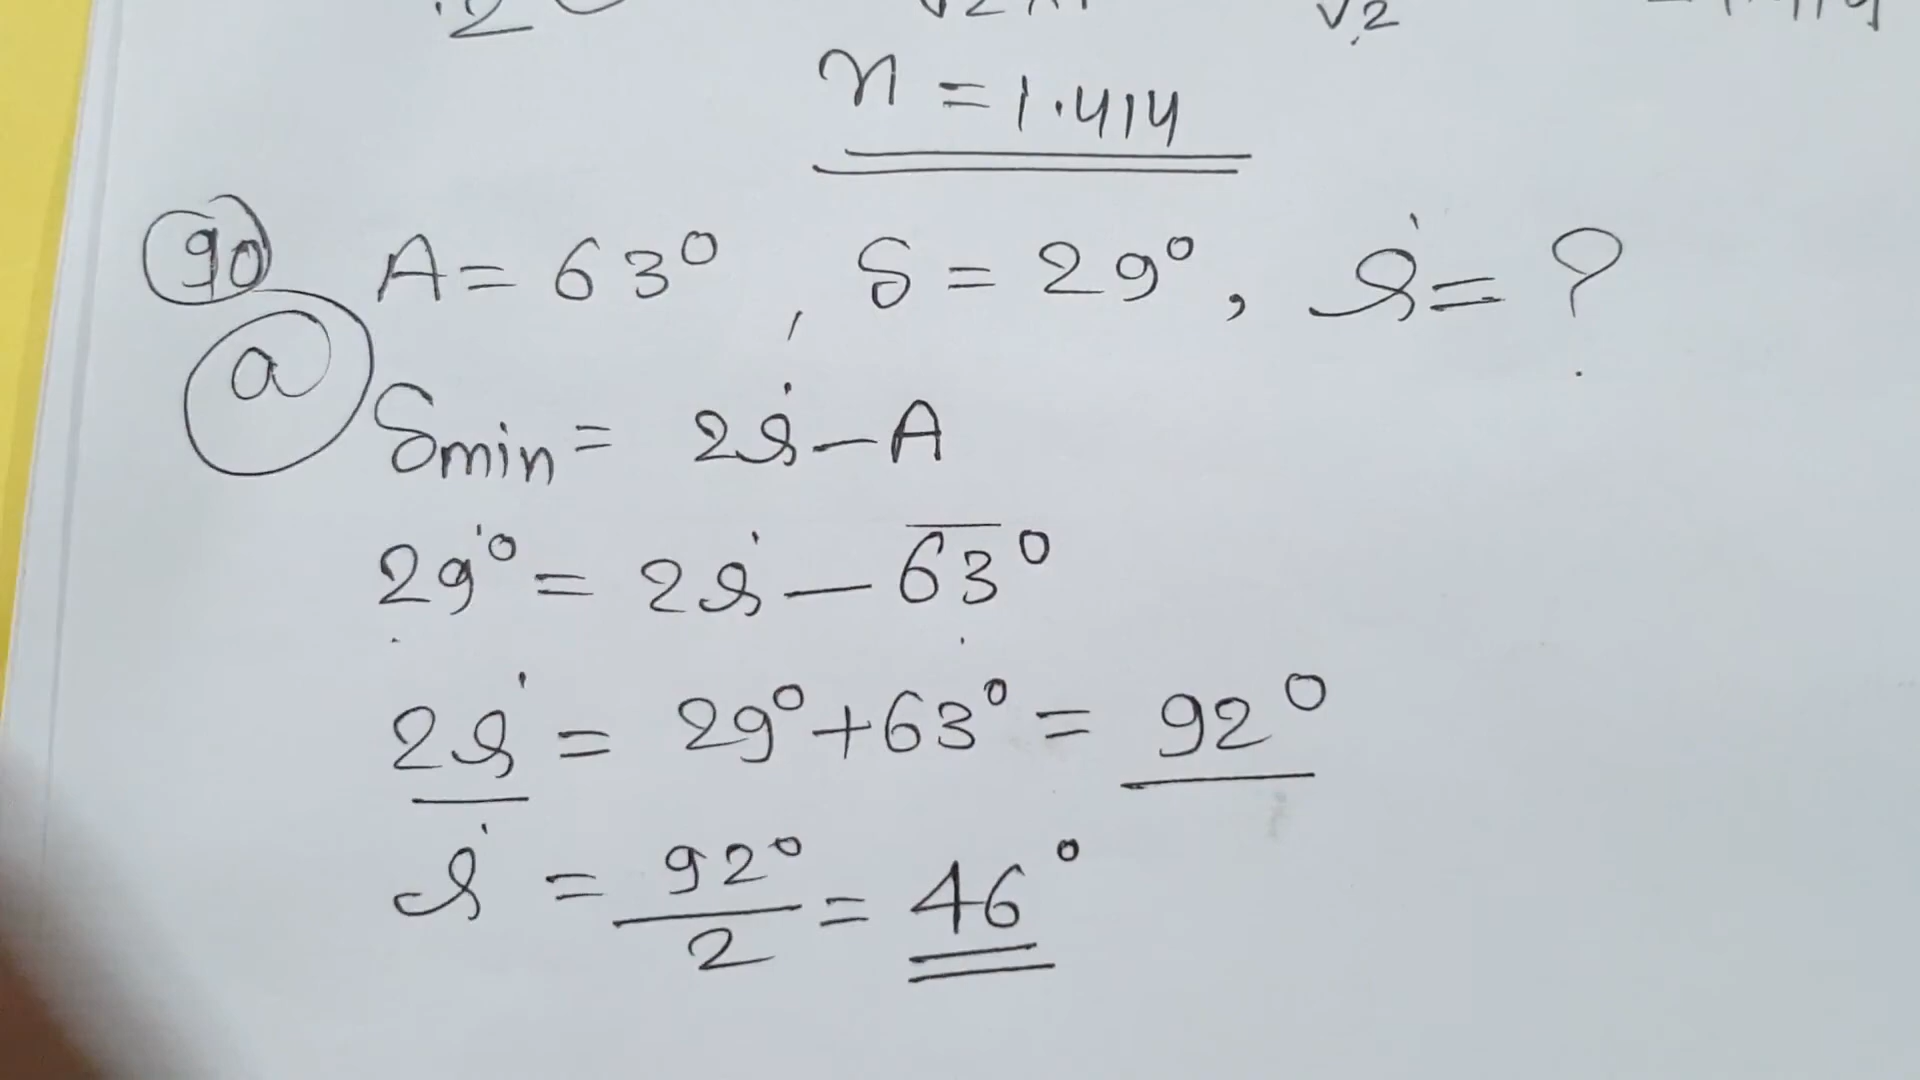 n = 1.414
90 A = 63°, δ = 29°, i = ?
a
δmin = 2i – A
29° = 2i – 63°
2i = 29° + 63° = 92°
i = 92°/2 = 46°